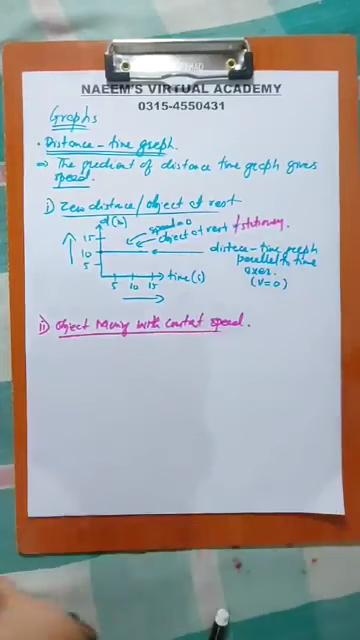 NAEEM'S VIRTUAL ACADEMY
0315-4550431
Graphs
• Distance - time graph.
⇒ The gradient of distance time graph gives
speed.
i) Zero distance / object at rest
d(m)
speed = 0
object at rest / stationary.
15
10
5
distance - time graph
parallel to time
axes.
(V = 0)
time (s)
5 10 15
ii) Object Moving with Constant speed.